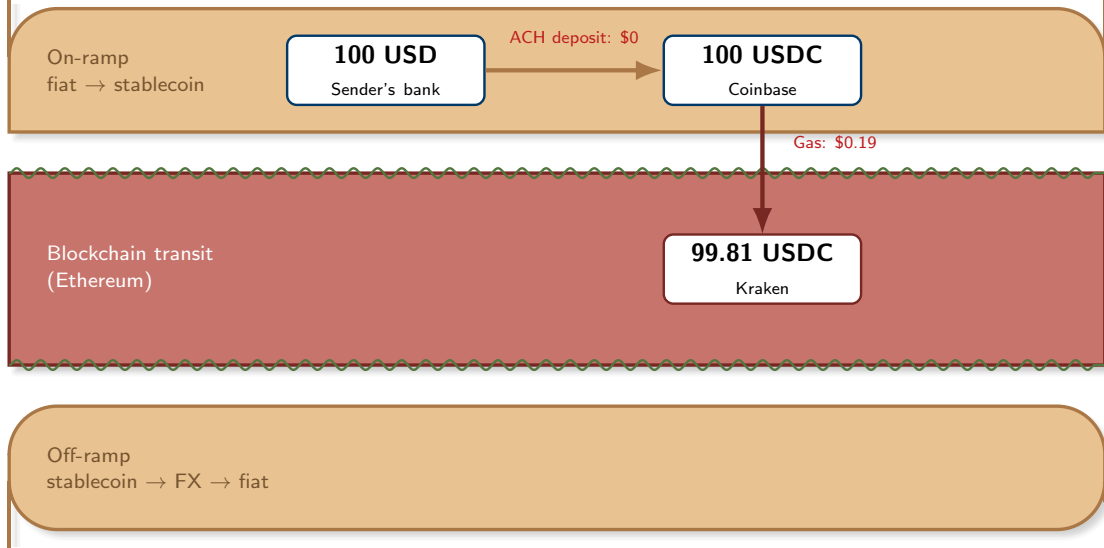 On-ramp
fiat → stablecoin
100 USD
Sender's bank
ACH deposit: $0
100 USDC
Coinbase
Gas: $0.19
Blockchain transit
(Ethereum)
99.81 USDC
Kraken
Off-ramp
stablecoin → FX → fiat